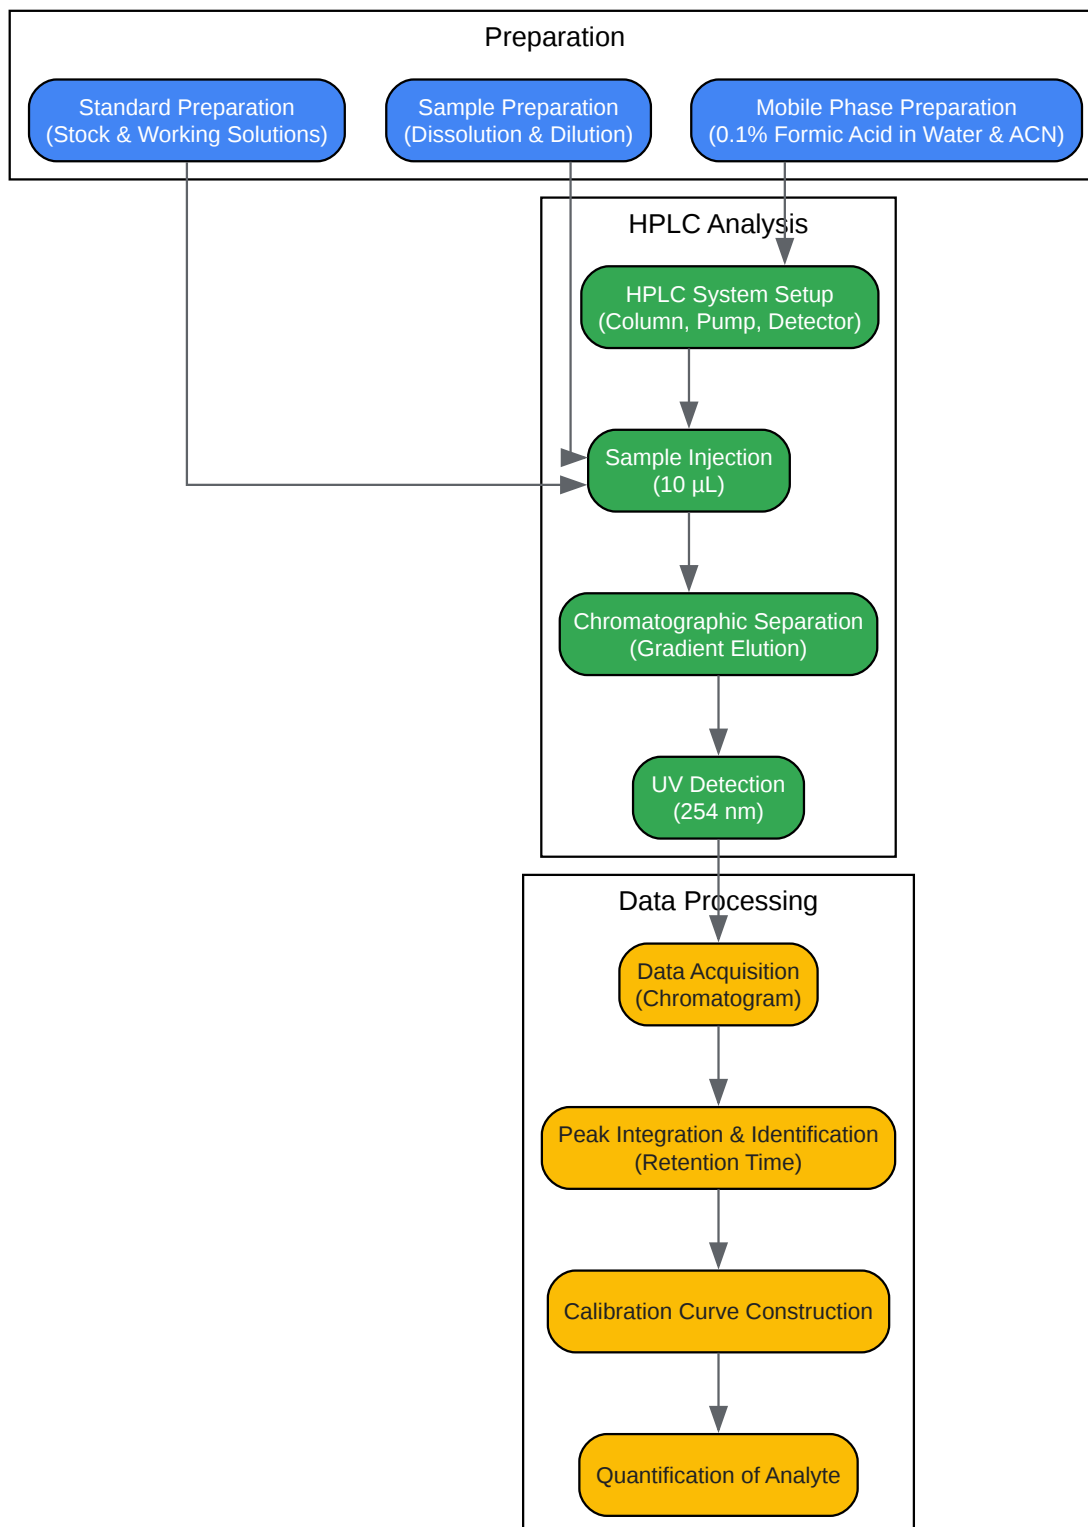 Preparation
Standard Preparation
(Stock & Working Solutions)
Sample Preparation
(Dissolution & Dilution)
Mobile Phase Preparation
(0.1% Formic Acid in Water & ACN)
HPLC Analysis
HPLC System Setup
(Column, Pump, Detector)
Sample Injection
(10 µL)
Chromatographic Separation
(Gradient Elution)
UV Detection
(254 nm)
Data Processing
Data Acquisition
(Chromatogram)
Peak Integration & Identification
(Retention Time)
Calibration Curve Construction
Quantification of Analyte